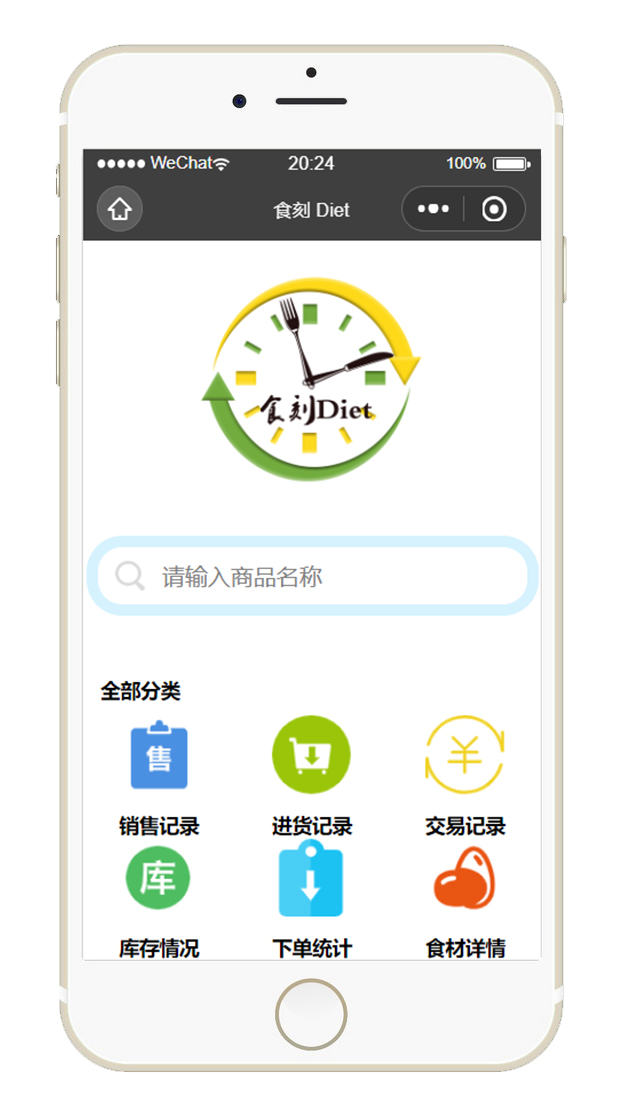 WeChat
20:24
100%
食刻 Diet
食刻Diet
请输入商品名称
全部分类
售
¥
销售记录
进货记录
交易记录
库
库存情况
下单统计
食材详情